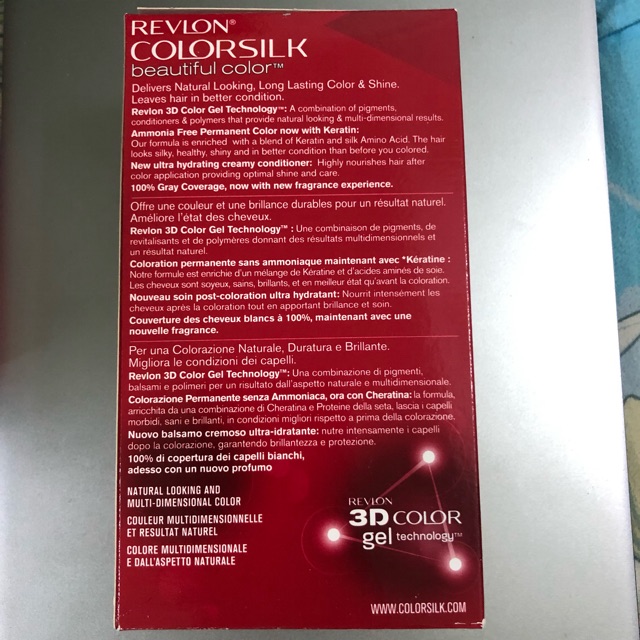 REVLON®
COLORSILK
beautiful color™
Delivers Natural Looking, Long Lasting Color & Shine.
Leaves hair in better condition.
Revlon 3D Color Gel Technology™: A combination of pigments,
conditioners & polymers that provide natural looking & multi-dimensional results.
Ammonia Free Permanent Color now with Keratin:
Our formula is enriched with a blend of Keratin and silk Amino Acid. The hair
looks silky, healthy, shiny and in better condition than before you colored.
New ultra hydrating creamy conditioner: Highly nourishes hair after
color application providing optimal shine and care.
100% Gray Coverage, now with new fragrance experience.
Offre une couleur et une brillance durables pour un résultat naturel.
Améliore l'état des cheveux.
Revlon 3D Color Gel Technology™ : Une combinaison de pigments, de
revitalisants et de polymères donnant des résultats multidimensionnels et
un résultat naturel.
Coloration permanente sans ammoniaque maintenant avec *Kératine :
Notre formule est enrichie d'un mélange de Kératine et d'acides aminés de soie.
Les cheveux sont soyeux, sains, brillants, et en meilleur état qu'avant la coloration.
Nouveau soin post-coloration ultra hydratant: Nourrit intensément les
cheveux après la coloration tout en apportant brillance et soin.
Couverture des cheveux blancs à 100%, maintenant avec une
nouvelle fragrance.
Per una Colorazione Naturale, Duratura e Brillante.
Migliora le condizioni dei capelli.
Revlon 3D Color Gel Technology™: Una combinazione di pigmenti,
balsami e polimeri per un risultato dall'aspetto naturale e multidimensionale.
Colorazione Permanente senza Ammoniaca, ora con Cheratina: la formula,
arricchita da una combinazione di Cheratina e Proteine della seta, lascia i capelli
morbidi, sani e brillanti, in condizioni migliori rispetto a prima della colorazione.
Nuovo balsamo cremoso ultra-idratante: nutre intensamente i capelli
dopo la colorazione, garantendo brillantezza e protezione.
100% di copertura dei capelli bianchi,
adesso con un nuovo profumo
NATURAL LOOKING AND
MULTI-DIMENSIONAL COLOR
COULEUR MULTIDIMENSIONNELLE
ET RESULTAT NATUREL
COLORE MULTIDIMENSIONALE
E DALL'ASPETTO NATURALE
REVLON
3D COLOR
gel technology™
WWW.COLORSILK.COM